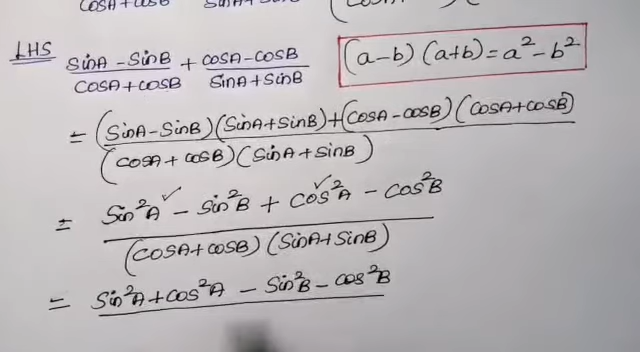 LHS
(SinA - SinB)/(cosA + cosB) + (cosA - cosB)/(SinA + SinB)
(a-b) (a+b) = a² - b²
= ((SinA - SinB)(SinA + SinB) + (cosA - cosB)(cosA + cosB))/((cosA + cosB)(SinA + SinB))
= (Sin²A - Sin²B + Cos²A - Cos²B)/((cosA + cosB)(SinA + SinB))
= Sin²A + cos²A - Sin²B - cos²B